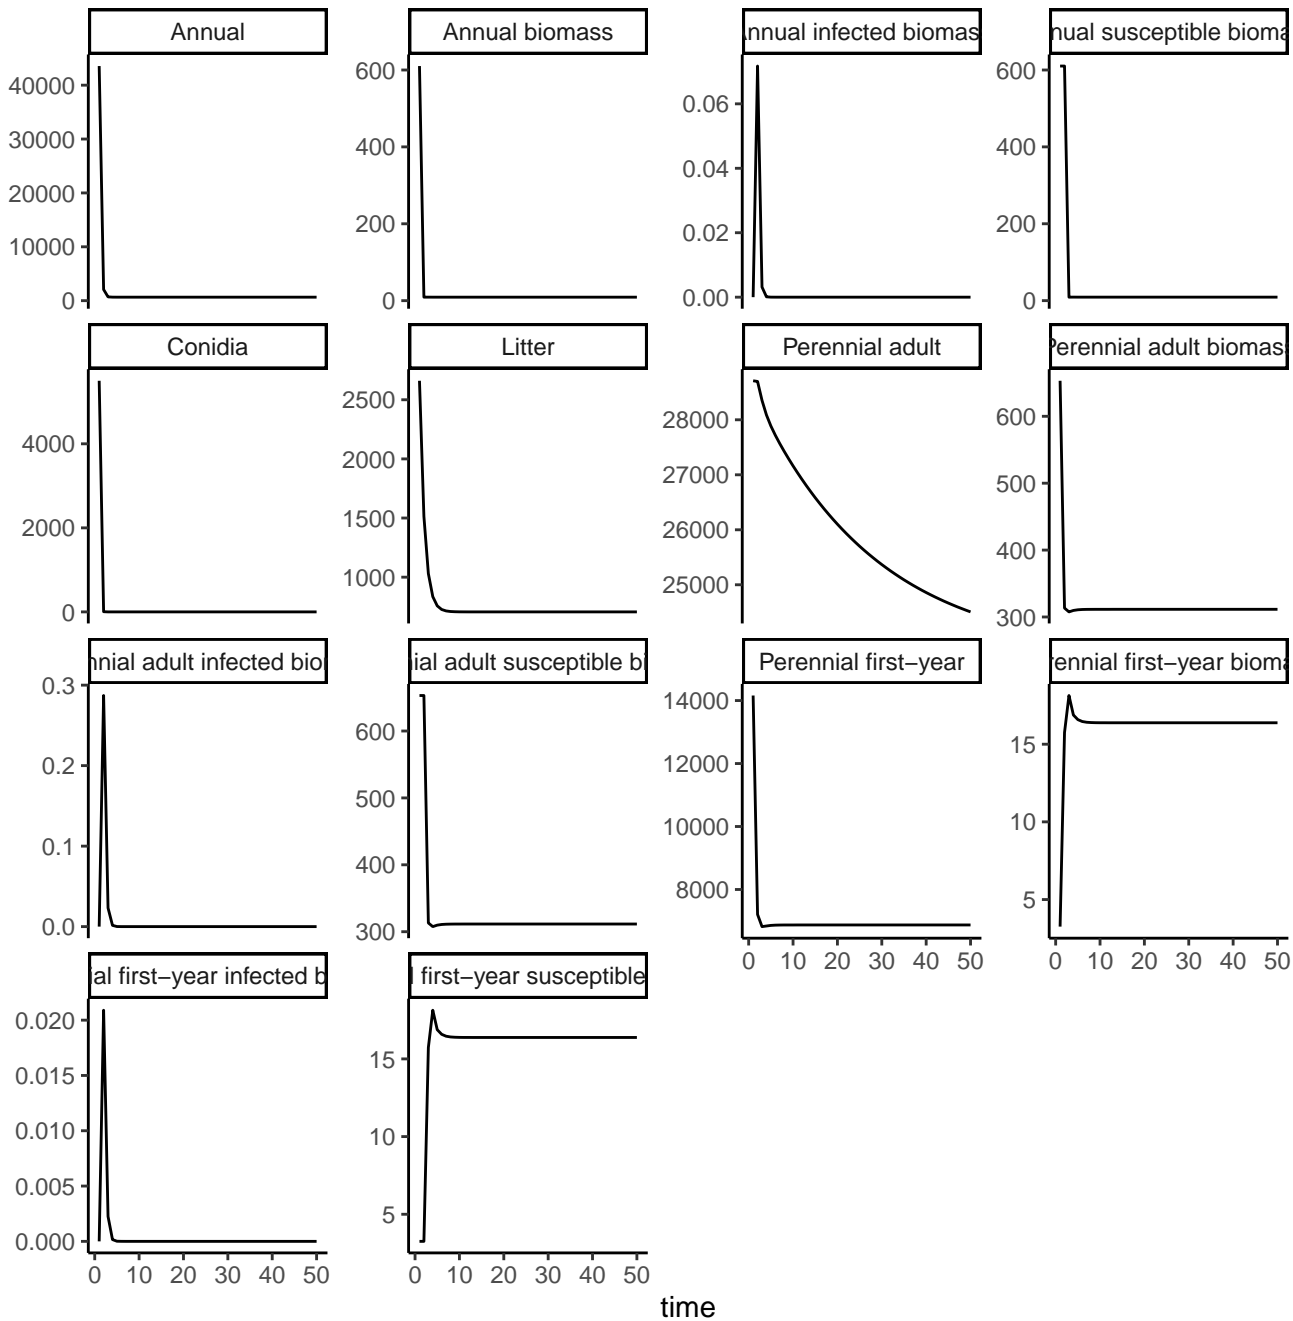 Annual
Annual biomass
Annual infected biomas
nual susceptible bioma
40000
30000
20000
10000
0
600
400
200
0
0.06
0.04
0.02
0.00
600
400
200
0
Conidia
Litter
Perennial adult
Perennial adult biomas
4000
2000
0
2500
2000
1500
1000
28000
27000
26000
25000
600
500
400
300
nnial adult infected bio
ial adult susceptible bi
Perennial first−year
rennial first−year bioma
0.3
0.2
0.1
0.0
600
500
400
300
14000
12000
10000
8000
15
10
5
0 10 20 30 40 50
0 10 20 30 40 50
ial first−year infected b
l first−year susceptible
0.020
0.015
0.010
0.005
0.000
15
10
5
0 10 20 30 40 50
0 10 20 30 40 50
time